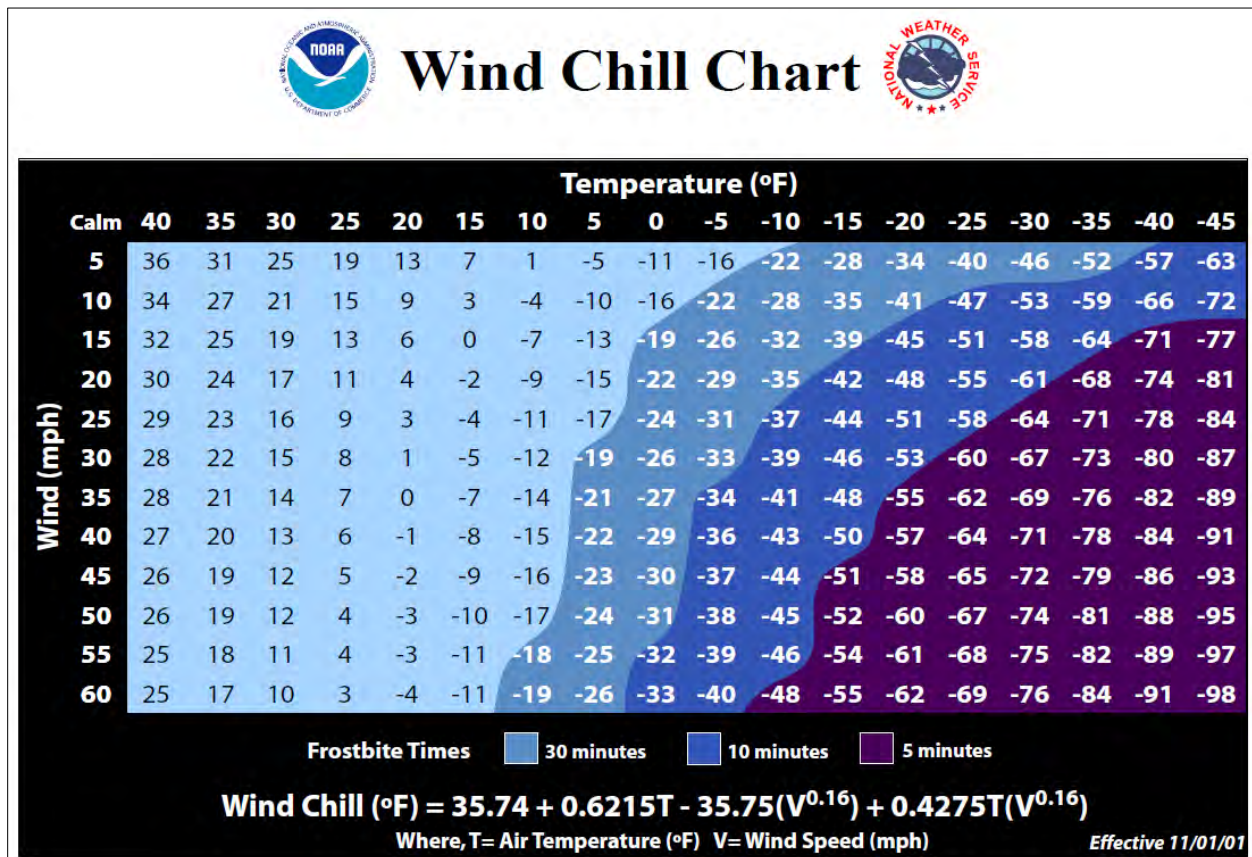 NATIONAL OCEANIC AND ATMOSPHERIC ADMINISTRATION
NOAA
U.S. DEPARTMENT OF COMMERCE
Wind Chill Chart
NATIONAL WEATHER SERVICE
Temperature (ºF)
Calm 40 35 30 25 20 15 10 5 0 -5 -10 -15 -20 -25 -30 -35 -40 -45
Wind (mph)
5 36 31 25 19 13 7 1 -5 -11 -16 -22 -28 -34 -40 -46 -52 -57 -63
10 34 27 21 15 9 3 -4 -10 -16 -22 -28 -35 -41 -47 -53 -59 -66 -72
15 32 25 19 13 6 0 -7 -13 -19 -26 -32 -39 -45 -51 -58 -64 -71 -77
20 30 24 17 11 4 -2 -9 -15 -22 -29 -35 -42 -48 -55 -61 -68 -74 -81
25 29 23 16 9 3 -4 -11 -17 -24 -31 -37 -44 -51 -58 -64 -71 -78 -84
30 28 22 15 8 1 -5 -12 -19 -26 -33 -39 -46 -53 -60 -67 -73 -80 -87
35 28 21 14 7 0 -7 -14 -21 -27 -34 -41 -48 -55 -62 -69 -76 -82 -89
40 27 20 13 6 -1 -8 -15 -22 -29 -36 -43 -50 -57 -64 -71 -78 -84 -91
45 26 19 12 5 -2 -9 -16 -23 -30 -37 -44 -51 -58 -65 -72 -79 -86 -93
50 26 19 12 4 -3 -10 -17 -24 -31 -38 -45 -52 -60 -67 -74 -81 -88 -95
55 25 18 11 4 -3 -11 -18 -25 -32 -39 -46 -54 -61 -68 -75 -82 -89 -97
60 25 17 10 3 -4 -11 -19 -26 -33 -40 -48 -55 -62 -69 -76 -84 -91 -98
Frostbite Times 30 minutes 10 minutes 5 minutes
Wind Chill (ºF) = 35.74 + 0.6215T - 35.75(V^0.16) + 0.4275T(V^0.16)
Where, T= Air Temperature (ºF) V= Wind Speed (mph) Effective 11/01/01